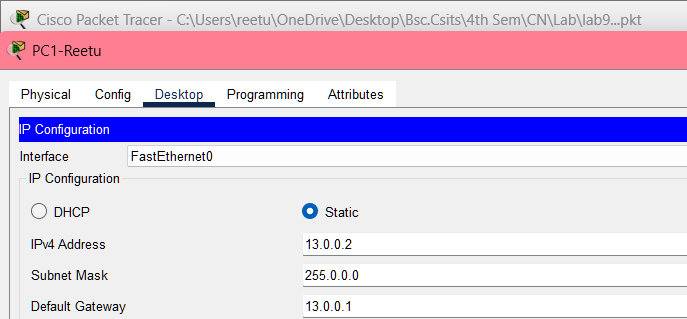 Cisco Packet Tracer - C:\Users\reetu\OneDrive\Desktop\Bsc.Csits\4th Sem\CN\Lab\lab9...pkt
PC1-Reetu
Physical Config Desktop Programming Attributes
IP Configuration
Interface FastEthernet0
IP Configuration
DHCP Static
IPv4 Address 13.0.0.2
Subnet Mask 255.0.0.0
Default Gateway 13.0.0.1